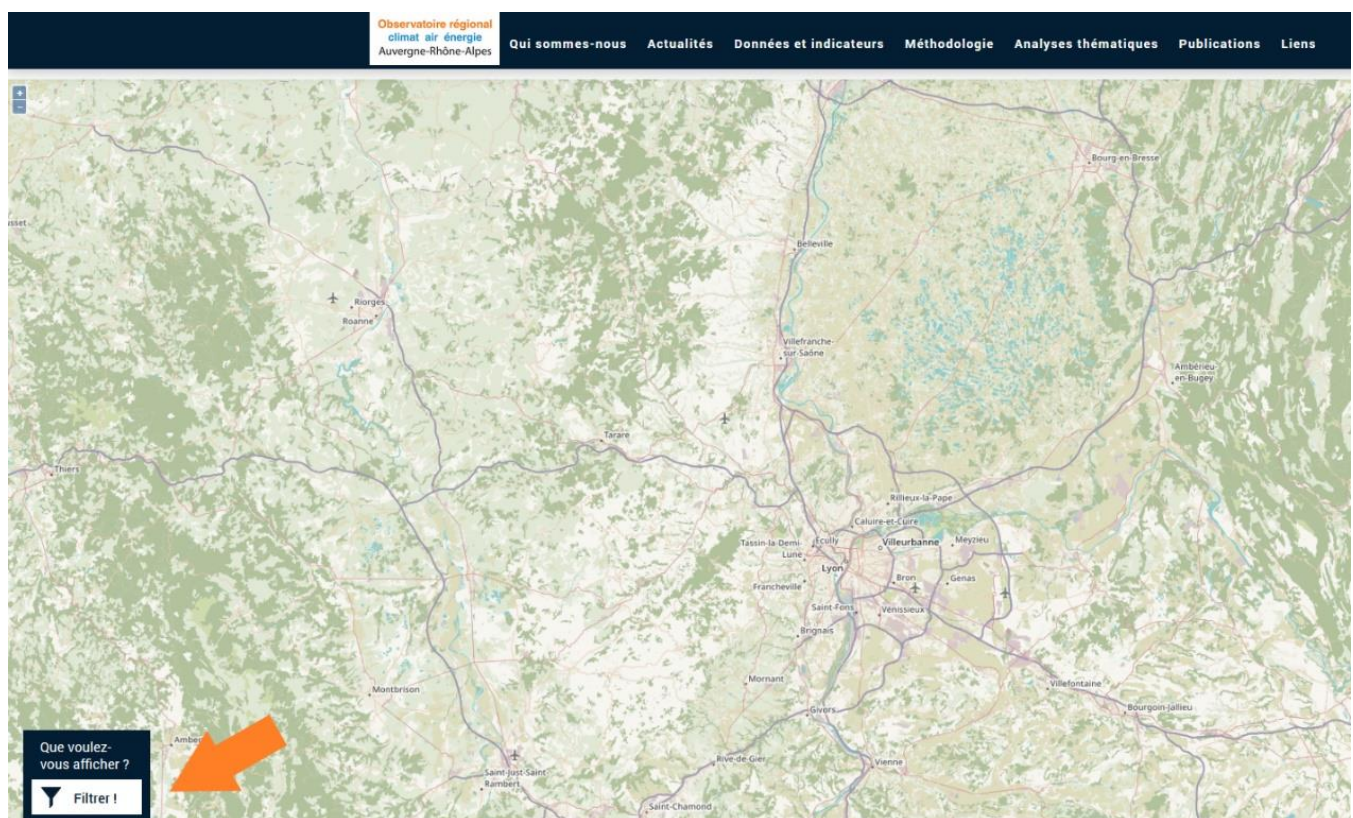 Observatoire régional
climat air énergie
Auvergne-Rhône-Alpes
Qui sommes-nous Actualités Données et indicateurs Méthodologie Analyses thématiques Publications Liens
+
−
Bourg-en-Bresse
usset
Belleville
Riorges
Roanne
Villefranche-
sur-Saône
Ambérieu-
en-Bugey
Tarare
Thiers
Rillieux-la-Pape
Caluire-et-Cuire
Tassin-la-Demi-
Lune
Écully
Villeurbanne
Meyzieu
Lyon
Francheville
Bron
Genas
Saint-Fons
Vénissieux
Brignais
Mornant
Montbrison
Villefontaine
Givors
Bourgoin-Jallieu
Que voulez-
vous afficher ?
Ambe
Rive-de-Gier
Vienne
Saint-Just-Saint
Rambert
Filtrer !
Saint-Chamond